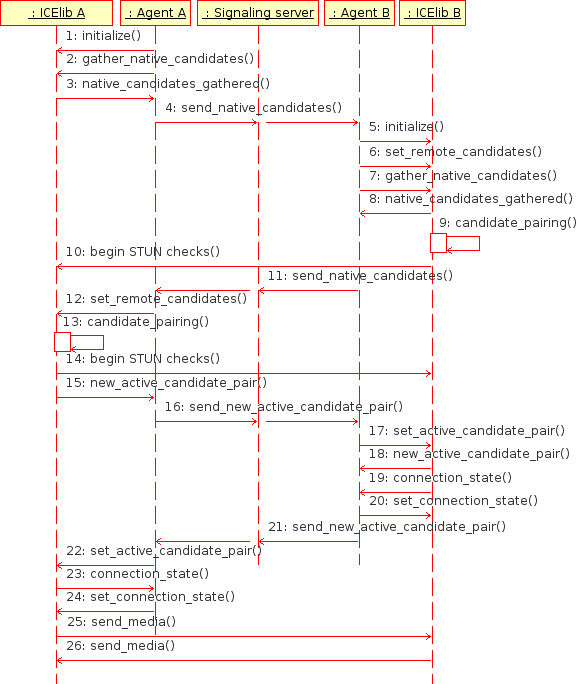 : ICElib A
: Agent A
: Signaling server
: Agent B
: ICElib B
1: initialize()
2: gather_native_candidates()
3: native_candidates_gathered()
4: send_native_candidates()
5: initialize()
6: set_remote_candidates()
7: gather_native_candidates()
8: native_candidates_gathered()
9: candidate_pairing()
10: begin STUN checks()
11: send_native_candidates()
12: set_remote_candidates()
13: candidate_pairing()
14: begin STUN checks()
15: new_active_candidate_pair()
16: send_new_active_candidate_pair()
17: set_active_candidate_pair()
18: new_active_candidate_pair()
19: connection_state()
20: set_connection_state()
21: send_new_active_candidate_pair()
22: set_active_candidate_pair()
23: connection_state()
24: set_connection_state()
25: send_media()
26: send_media()